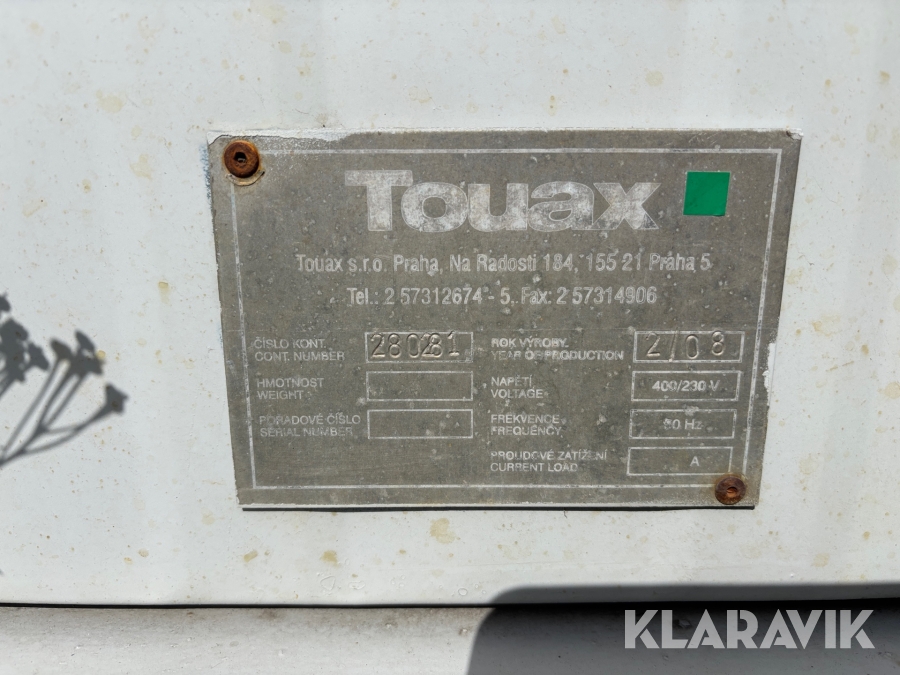 Touax
Touax s.r.o. Praha, Na Radosti 184, 155 21 Praha 5
Tel.: 2 57312674 - 5, Fax: 2 57314906
ČÍSLO KONT.
CONT. NUMBER
280281
ROK VÝROBY
YEAR OF PRODUCTION
2/08
HMOTNOST
WEIGHT
NAPĚTÍ
VOLTAGE
400/230 V
POŘADOVÉ ČÍSLO
SERIAL NUMBER
FREKVENCE
FREQUENCY
50 Hz
PROUDOVÉ ZATÍŽENÍ
CURRENT LOAD
A
KLARAVIK